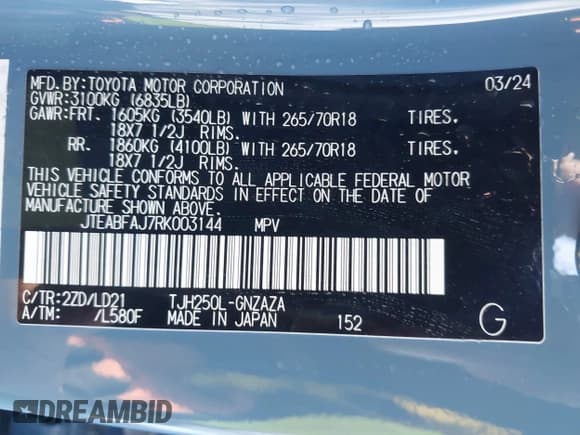 MFD.BY:TOYOTA MOTOR CORPORATION 03/24
GVWR:3100KG (6835LB)
GAWR:FRT. 1605KG (3540LB) WITH 265/70R18 TIRES.
18X7 1/2J RIMS.
RR. 1860KG (4100LB) WITH 265/70R18 TIRES.
18X7 1/2J RIMS.
THIS VEHICLE CONFORMS TO ALL APPLICABLE FEDERAL MOTOR
VEHICLE SAFETY STANDARDS IN EFFECT ON THE DATE OF
MANUFACTURE SHOWN ABOVE.
JTEABFAJ7RK003144 MPV
C/TR:2ZD/LD21 TJH250L-GNZAZA
A/TM: /L580F MADE IN JAPAN 152 G
DREAMBID